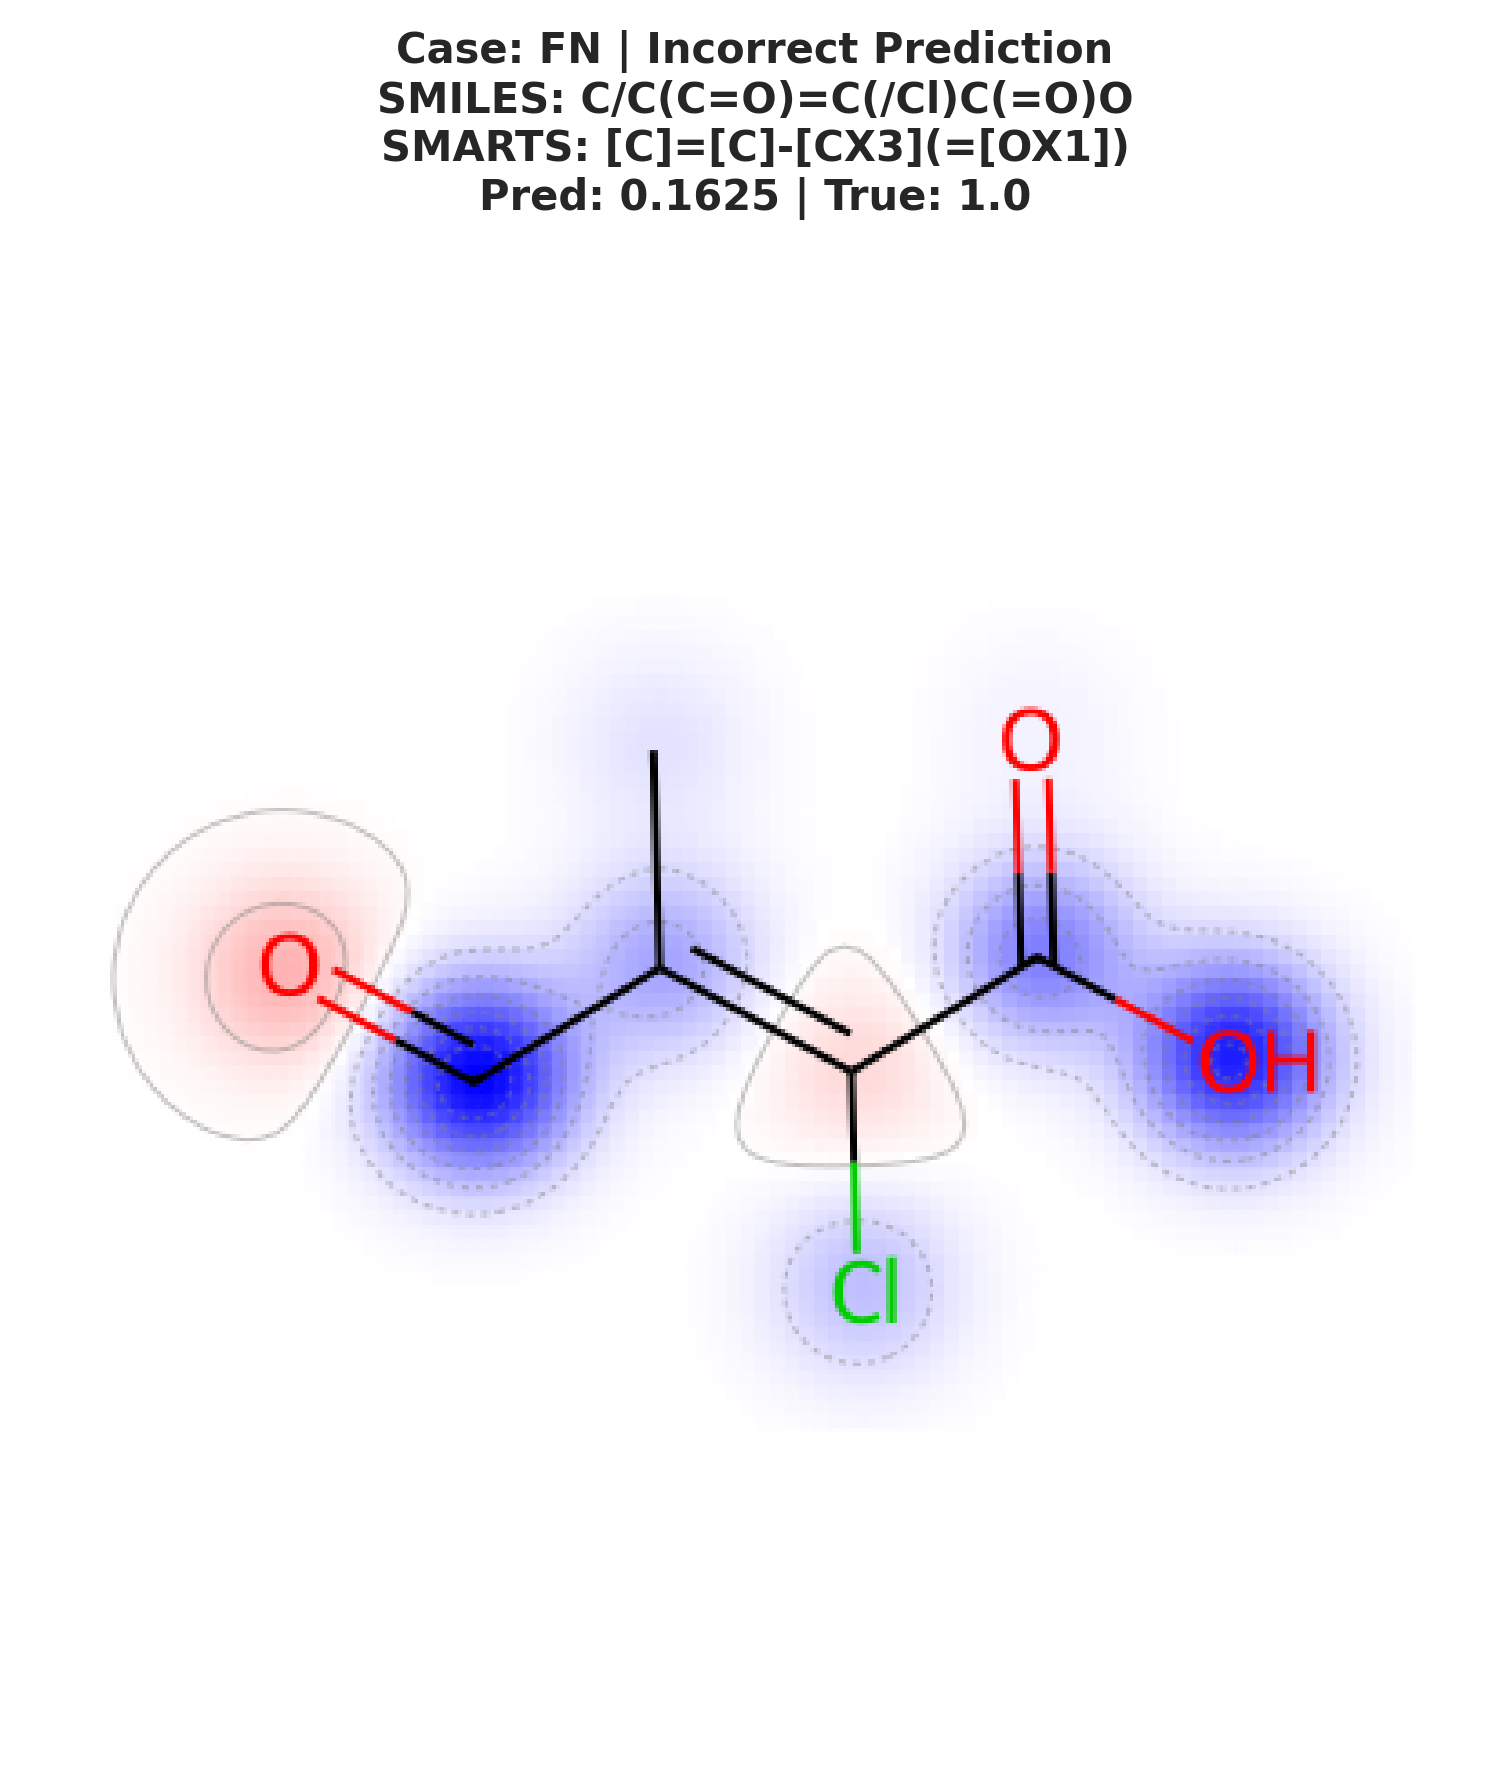 Case: FN | Incorrect Prediction
SMILES: C/C(C=O)=C(/Cl)C(=O)O
SMARTS: [C]=[C]-[CX3](=[OX1])
Pred: 0.1625 | True: 1.0
O
O
OH
Cl